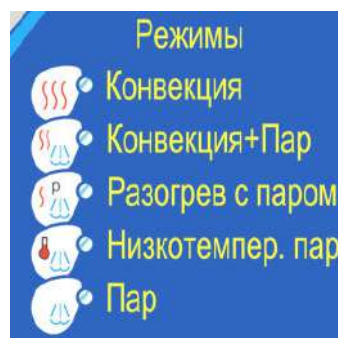 Режимы
Конвекция
Конвекция+Пар
P
Разогрев с паром
Низкотемпер. пар
Пар